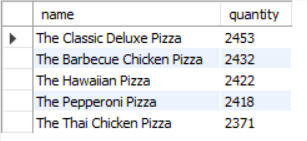 name quantity
The Classic Deluxe Pizza 2453
The Barbecue Chicken Pizza 2432
The Hawaiian Pizza 2422
The Pepperoni Pizza 2418
The Thai Chicken Pizza 2371